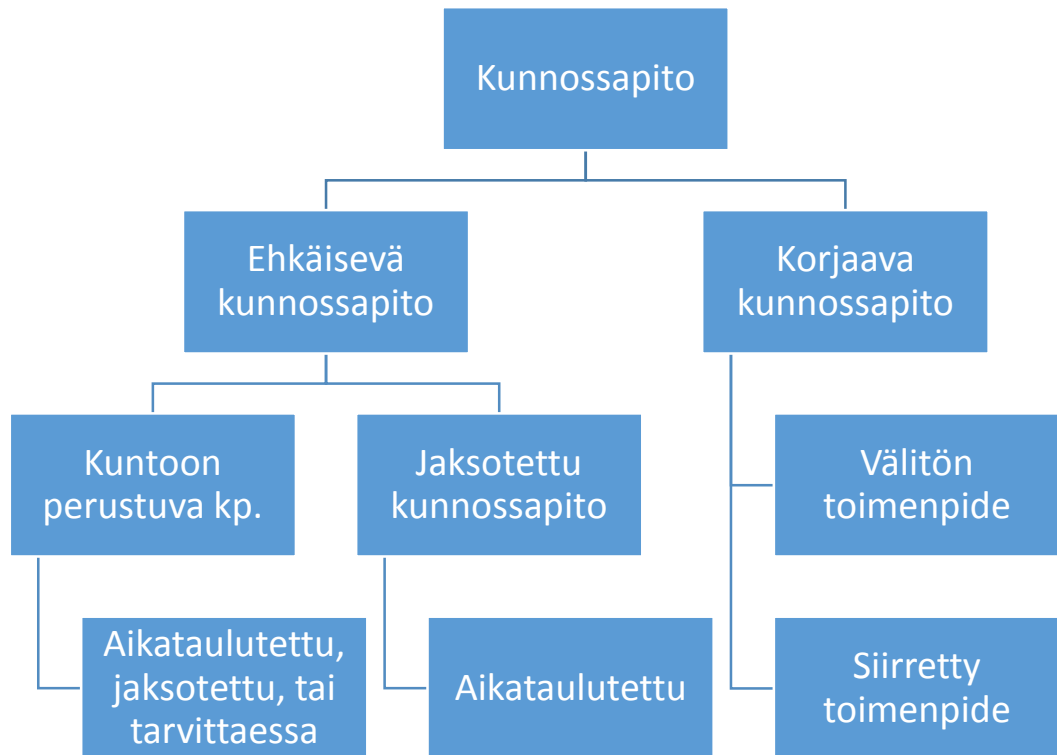 Kunnossapito
Ehkäisevä
kunnossapito
Korjaava
kunnossapito
Kuntoon
perustuva kp.
Jaksotettu
kunnossapito
Välitön
toimenpide
Aikataulutettu,
jaksotettu, tai
tarvittaessa
Aikataulutettu
Siirretty
toimenpide